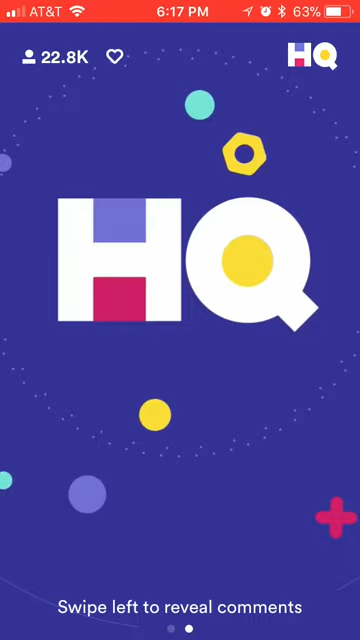 AT&T 6:17 PM 63%
22.8K HQ
HQ
Swipe left to reveal comments